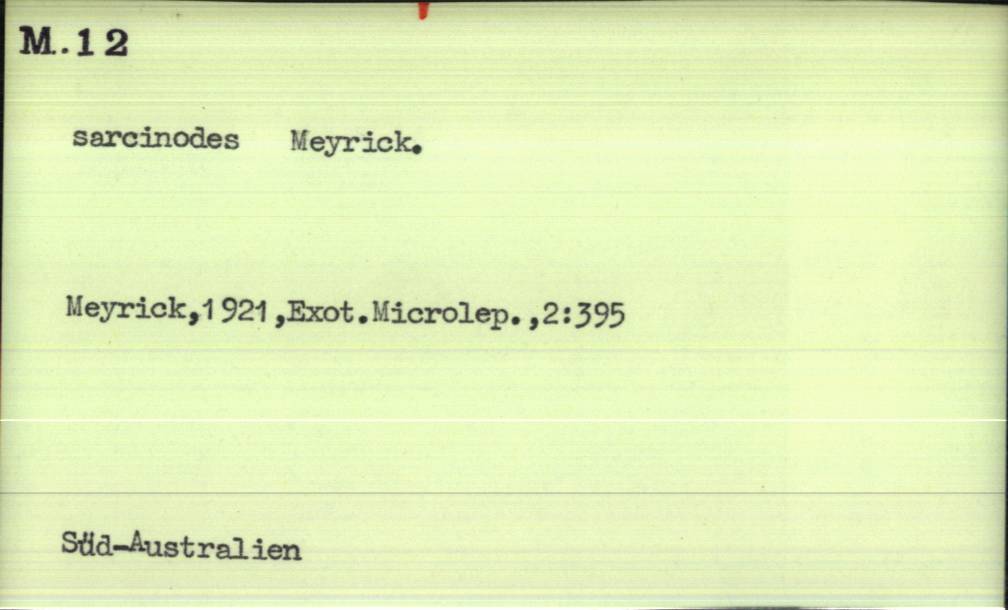 M.12
sarcinodes Meyrick.
Meyrick,1921,Exot.Microlep.,2:395
Süd-Australien